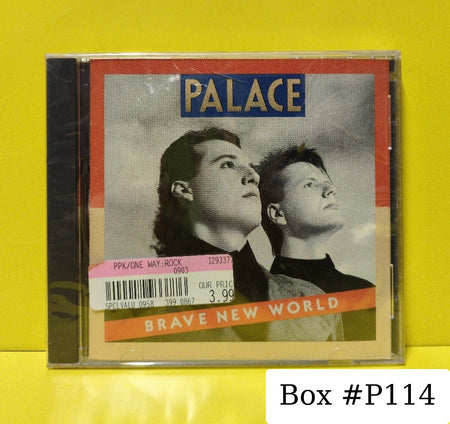 PALACE
PPK/ONE WAY:ROCK 129337
0903
OUR PRIC
3.99
SPCLVALU 0958 399 0867
BRAVE NEW WORLD
Box #P114